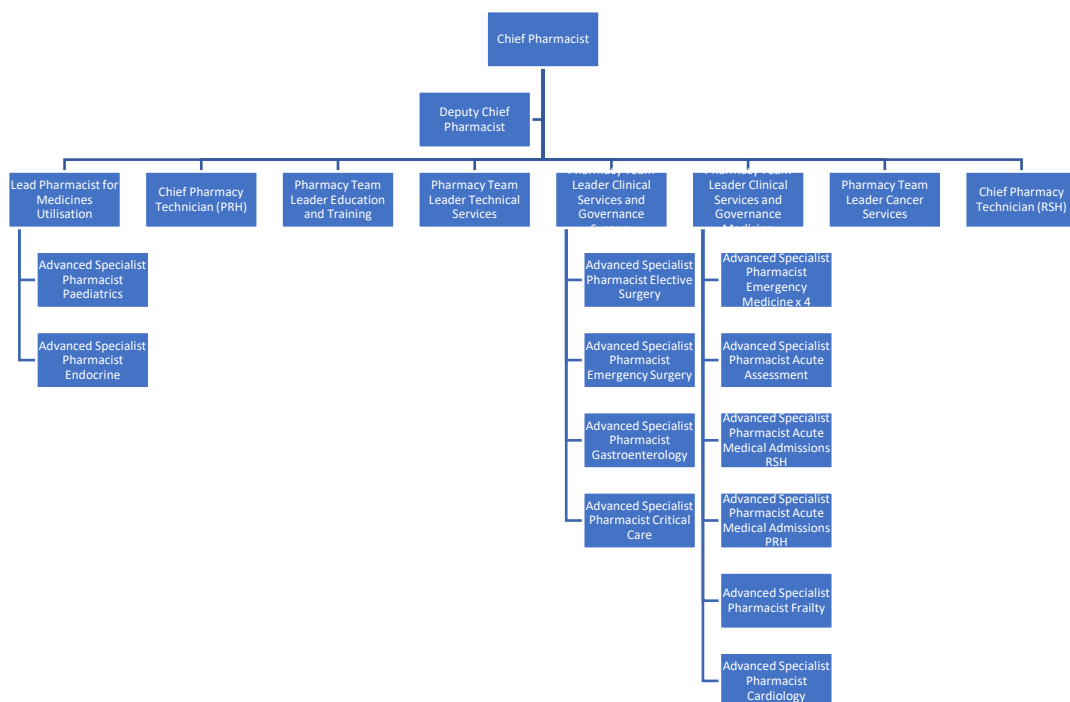 Chief Pharmacist
Deputy Chief
Pharmacist
Lead Pharmacist for
Medicines
Utilisation
Chief Pharmacy
Technician (PRH)
Pharmacy Team
Leader Education
and Training
Pharmacy Team
Leader Technical
Services
Pharmacy Team
Leader Clinical
Services and
Governance
Pharmacy Team
Leader Clinical
Services and
Governance
Medicine
Pharmacy Team
Leader Cancer
Services
Chief Pharmacy
Technician (RSH)
Advanced Specialist
Pharmacist
Paediatrics
Advanced Specialist
Pharmacist
Endocrine
Advanced Specialist
Pharmacist Elective
Surgery
Advanced Specialist
Pharmacist
Emergency Surgery
Advanced Specialist
Pharmacist
Gastroenterology
Advanced Specialist
Pharmacist Critical
Care
Advanced Specialist
Pharmacist
Emergency
Medicine x 4
Advanced Specialist
Pharmacist Acute
Assessment
Advanced Specialist
Pharmacist Acute
Medical Admissions
RSH
Advanced Specialist
Pharmacist Acute
Medical Admissions
PRH
Advanced Specialist
Pharmacist Frailty
Advanced Specialist
Pharmacist
Cardiology